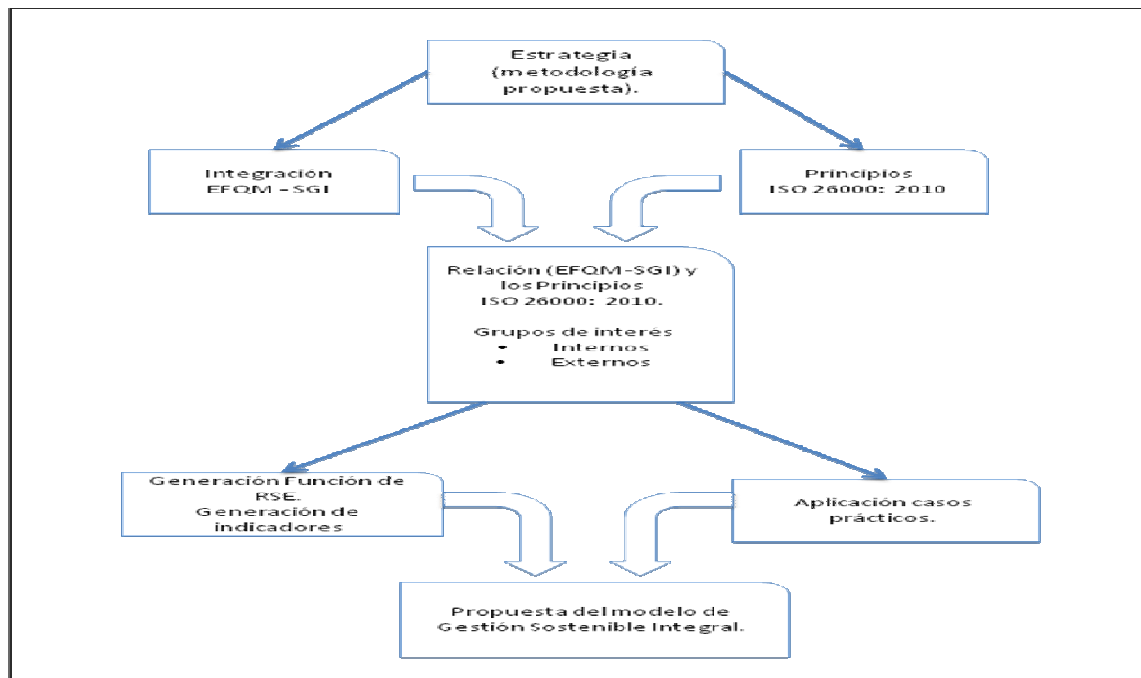 Estrategia
(metodología
propuesta).
Integración
EFQM – SGI
Principios
ISO 26000: 2010
Relación (EFQM-SGI) y
los Principios
ISO 26000: 2010.
Grupos de interés
• Internos
• Externos
Generación Función de
RSE.
Generación de
indicadores
Aplicación casos
prácticos.
Propuesta del modelo de
Gestión Sostenible Integral.